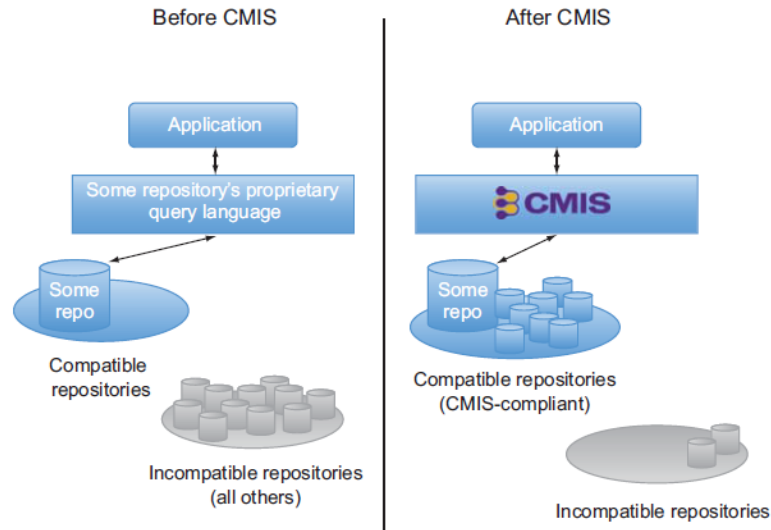 Before CMIS
Application
Some repository's proprietary
query language
Some
repo
Compatible
repositories
Incompatible repositories
(all others)
After CMIS
Application
CMIS
Some
repo
Compatible repositories
(CMIS-compliant)
Incompatible repositories